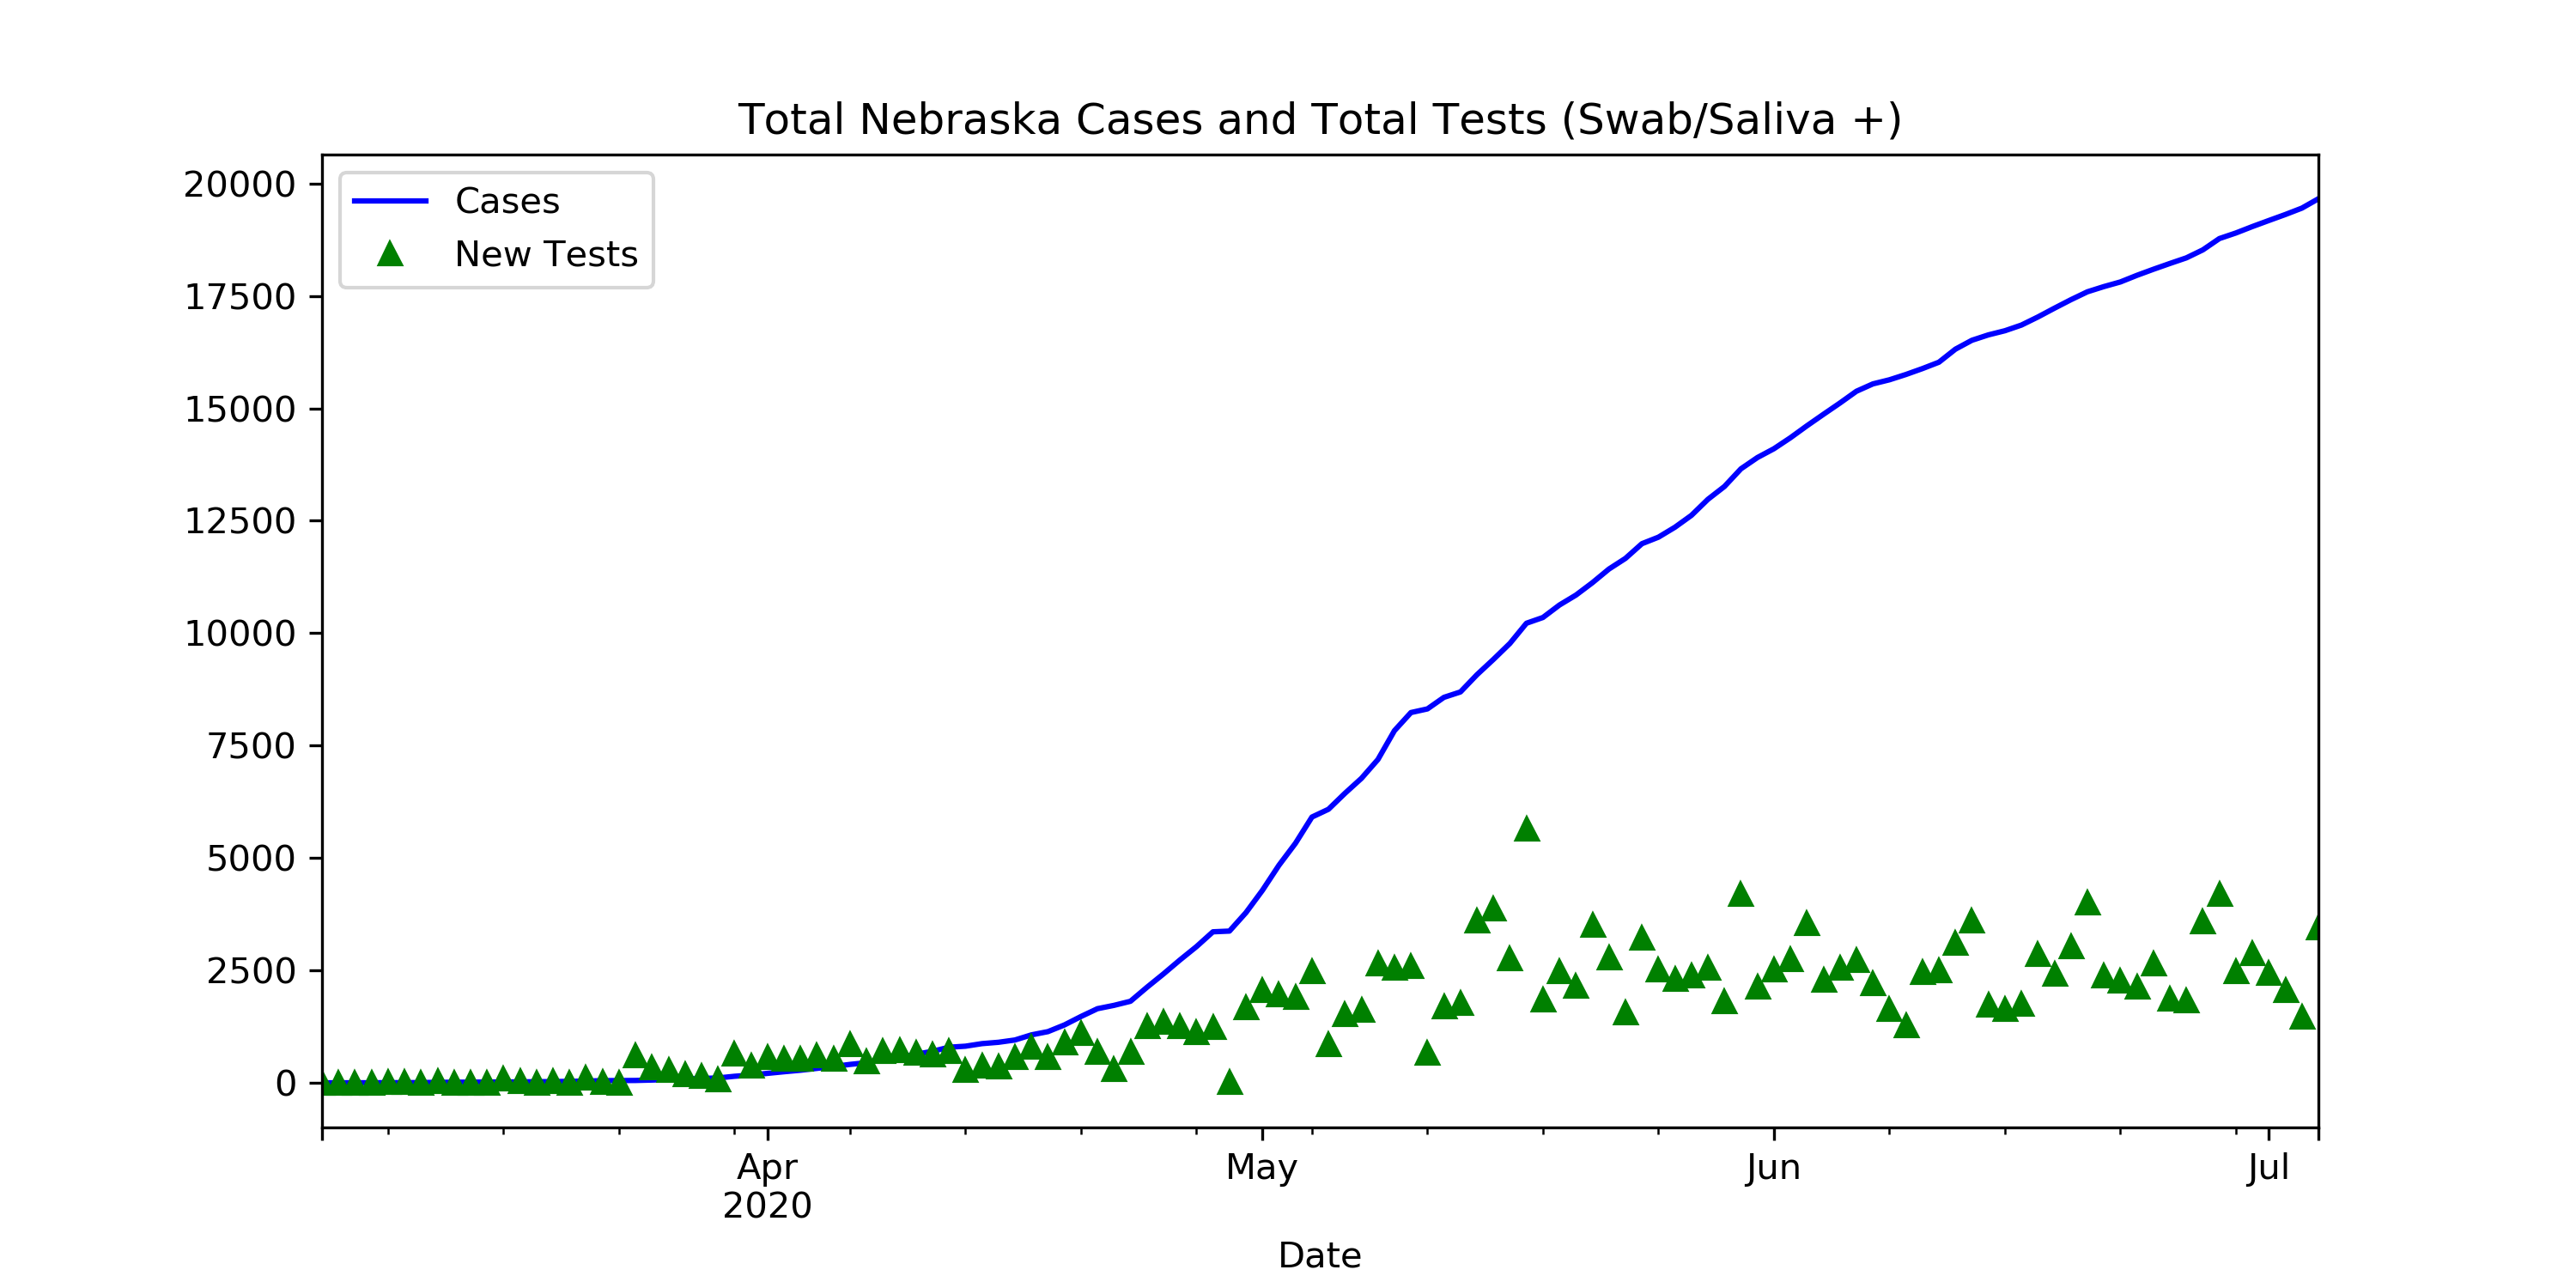 Total Nebraska Cases and Total Tests (Swab/Saliva +)
Cases
New Tests
20000
17500
15000
12500
10000
7500
5000
2500
0
Apr
2020
May
Jun
Jul
Date